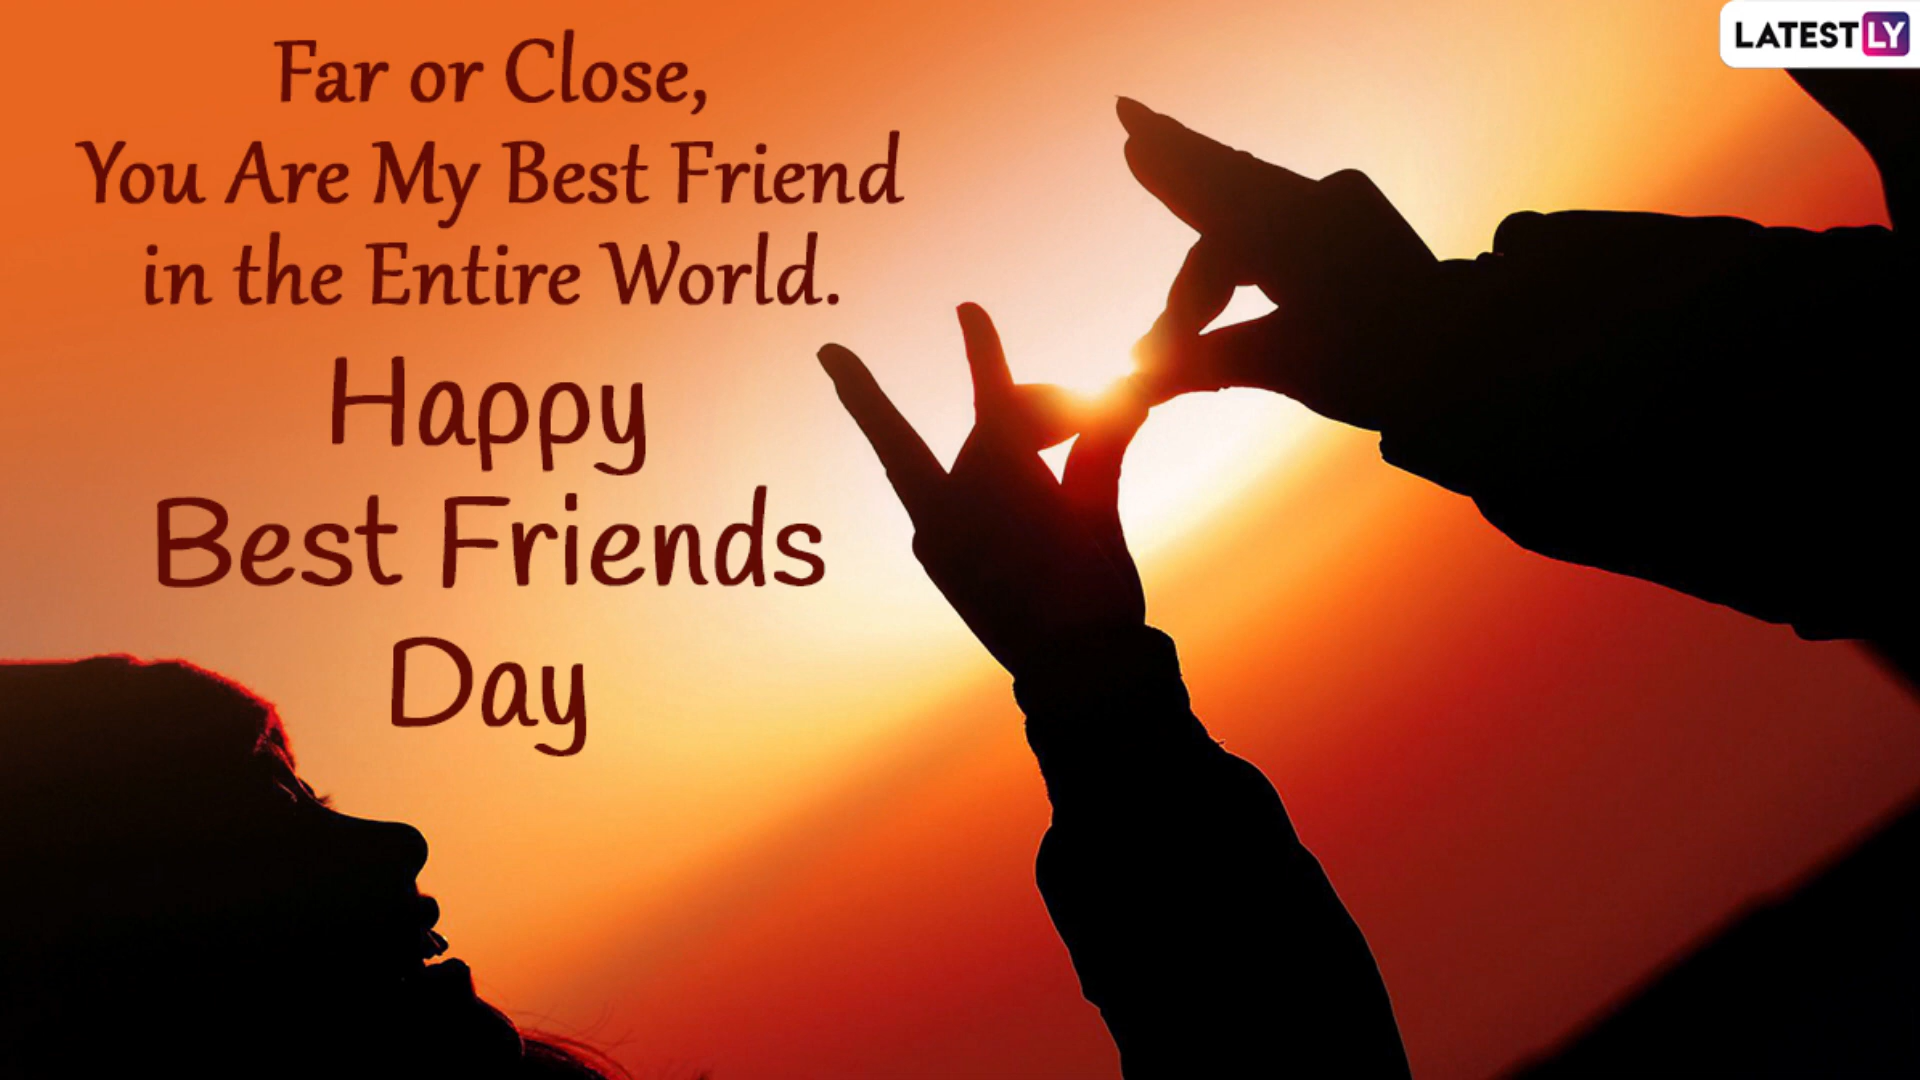 LATESTLY
Far or Close,
You Are My Best Friend
in the Entire World.
Happy
Best Friends
Day